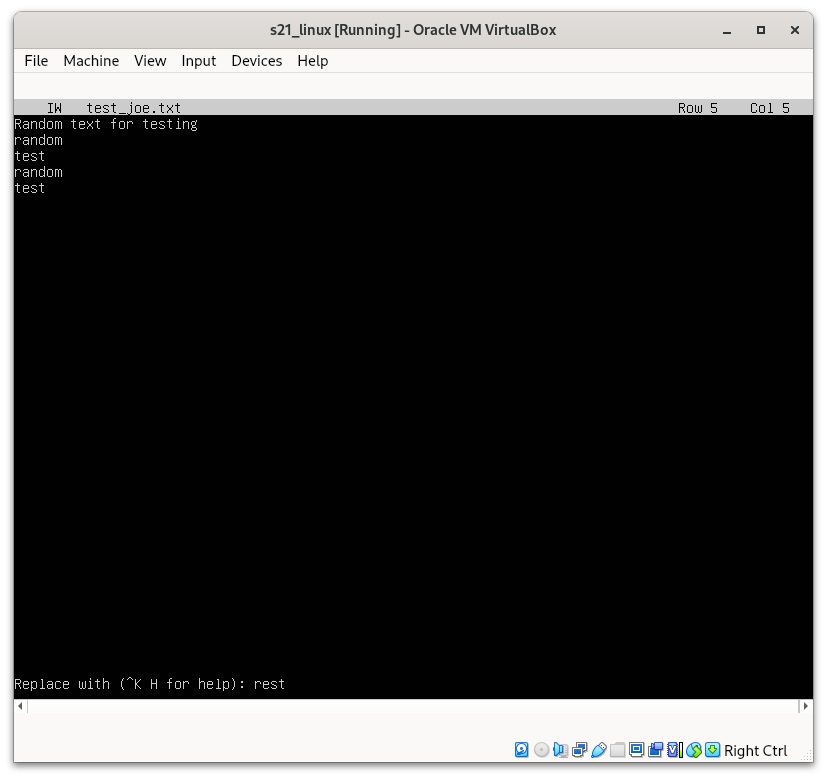 s21_linux [Running] - Oracle VM VirtualBox
File Machine View Input Devices Help
IW test_joe.txt Row 5 Col 5
Random text for testing
random
test
random
test
Replace with (^K H for help): rest
Right Ctrl